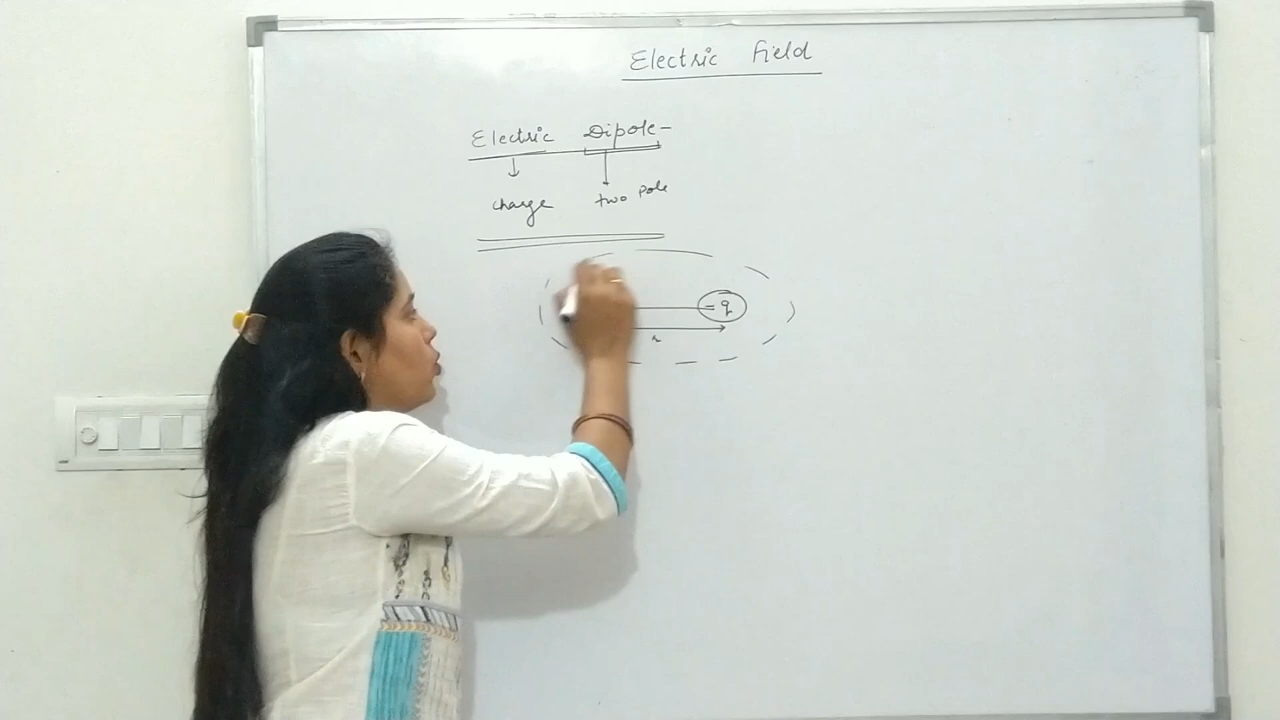 Electric Field
Electric Dipole-
charge two pole
-q
r